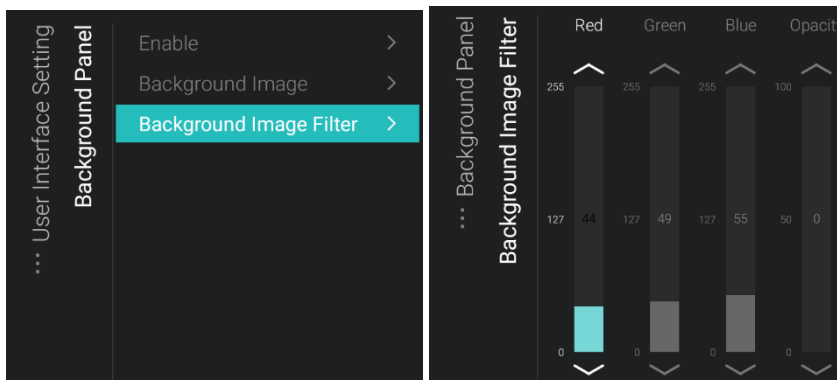 ... User Interface Setting
Background Panel
Enable
Background Image
Background Image Filter
... Background Panel
Background Image Filter
Red Green Blue Opacit
255 255 255 100
127 44 127 49 127 55 50 0
0 0 0 0